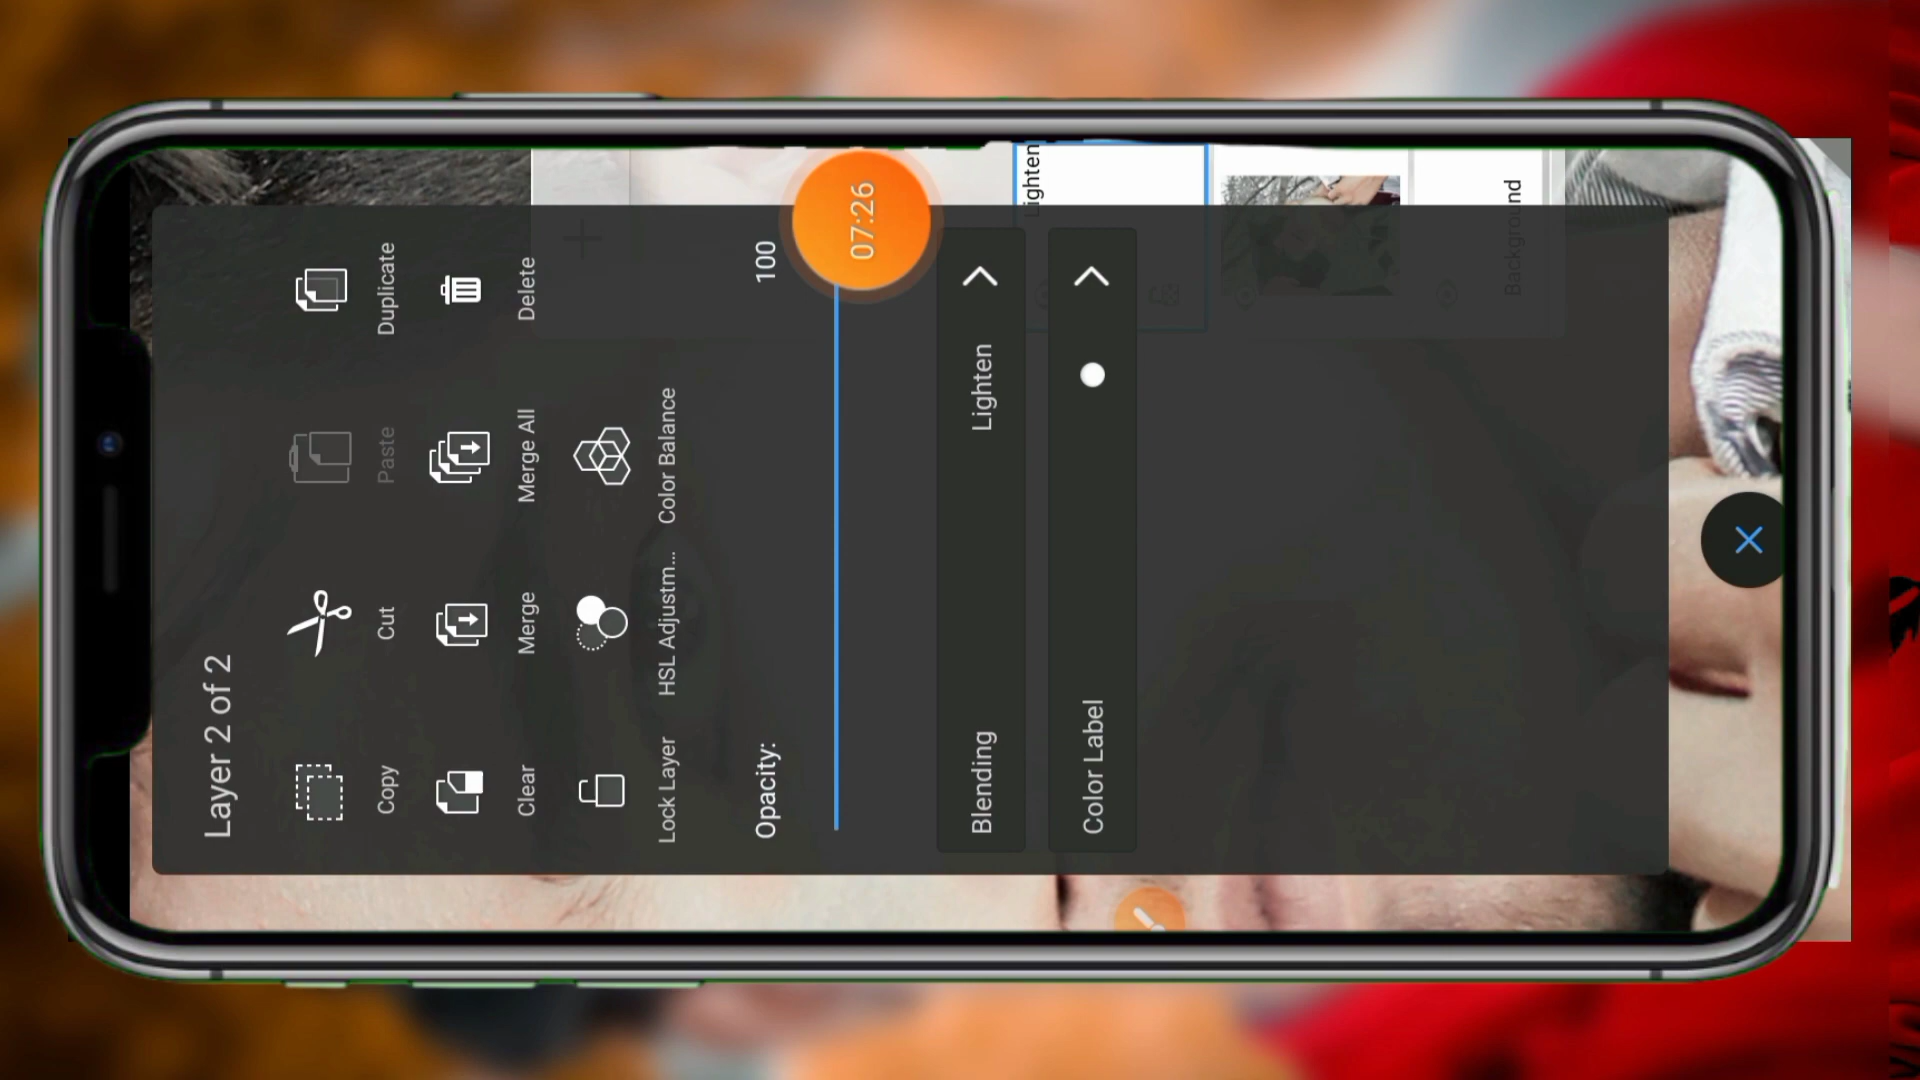 Layer 2 of 2
Copy
Cut
Paste
Duplicate
Clear
Merge
Merge All
Delete
Lock Layer
HSL Adjustm...
Color Balance
Opacity:
100
07:26
Blending
Lighten
Color Label
Lighten
Background